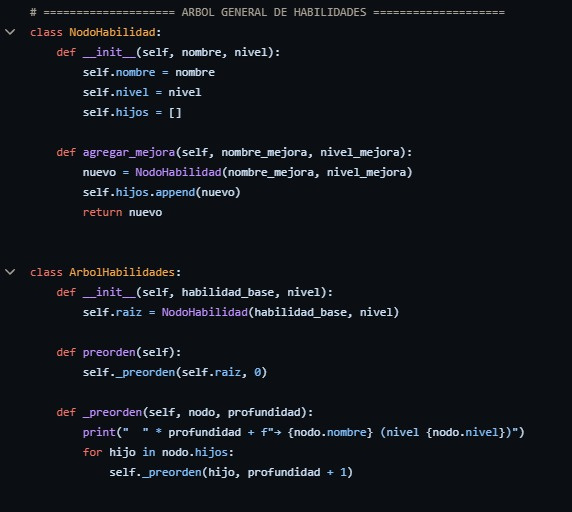 # ==================== ARBOL GENERAL DE HABILIDADES ====================
class NodoHabilidad:
    def __init__(self, nombre, nivel):
        self.nombre = nombre
        self.nivel = nivel
        self.hijos = []

    def agregar_mejora(self, nombre_mejora, nivel_mejora):
        nuevo = NodoHabilidad(nombre_mejora, nivel_mejora)
        self.hijos.append(nuevo)
        return nuevo


class ArbolHabilidades:
    def __init__(self, habilidad_base, nivel):
        self.raiz = NodoHabilidad(habilidad_base, nivel)

    def preorden(self):
        self._preorden(self.raiz, 0)

    def _preorden(self, nodo, profundidad):
        print("  " * profundidad + f"→ {nodo.nombre} (nivel {nodo.nivel})")
        for hijo in nodo.hijos:
            self._preorden(hijo, profundidad + 1)